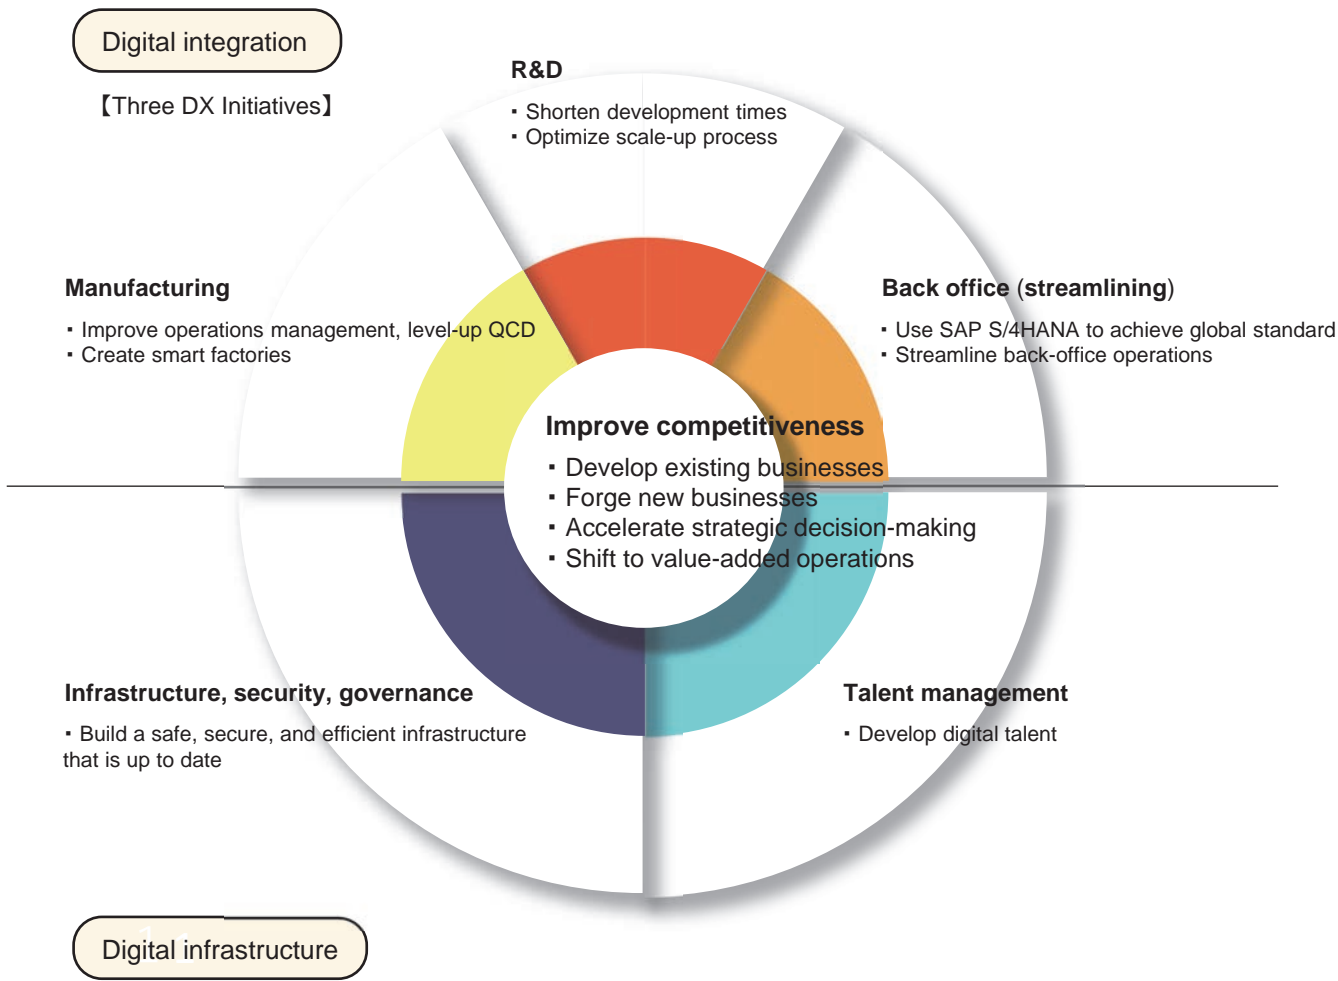 Digital integration
【Three DX Initiatives】
R&D
・Shorten development times
・Optimize scale-up process
Manufacturing
・Improve operations management, level-up QCD
・Create smart factories
Back office (streamlining)
・Use SAP S/4HANA to achieve global standard
・Streamline back-office operations
Improve competitiveness
・Develop existing businesses
・Forge new businesses
・Accelerate strategic decision-making
・Shift to value-added operations
Infrastructure, security, governance
・Build a safe, secure, and efficient infrastructure
that is up to date
Talent management
・Develop digital talent
Digital infrastructure